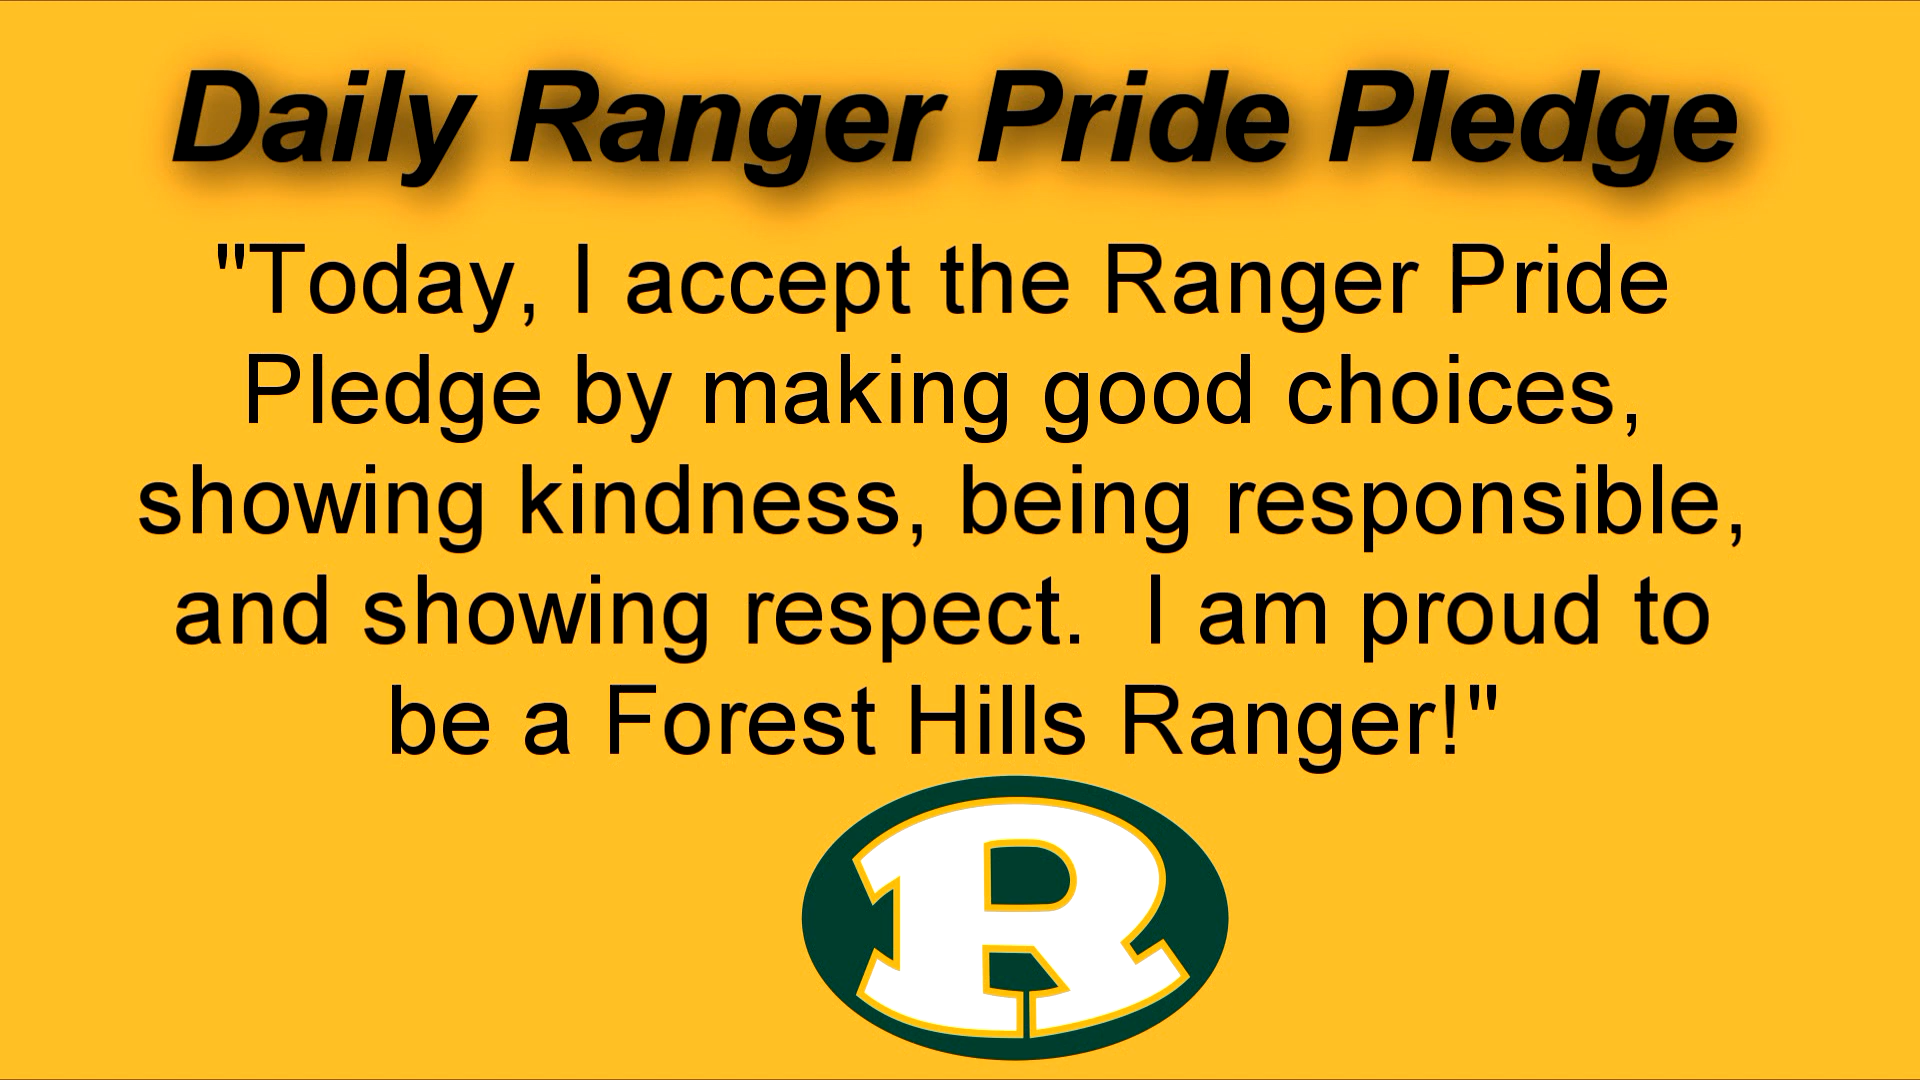 Daily Ranger Pride Pledge
"Today, I accept the Ranger Pride
Pledge by making good choices,
showing kindness, being responsible,
and showing respect.  I am proud to
be a Forest Hills Ranger!"
R